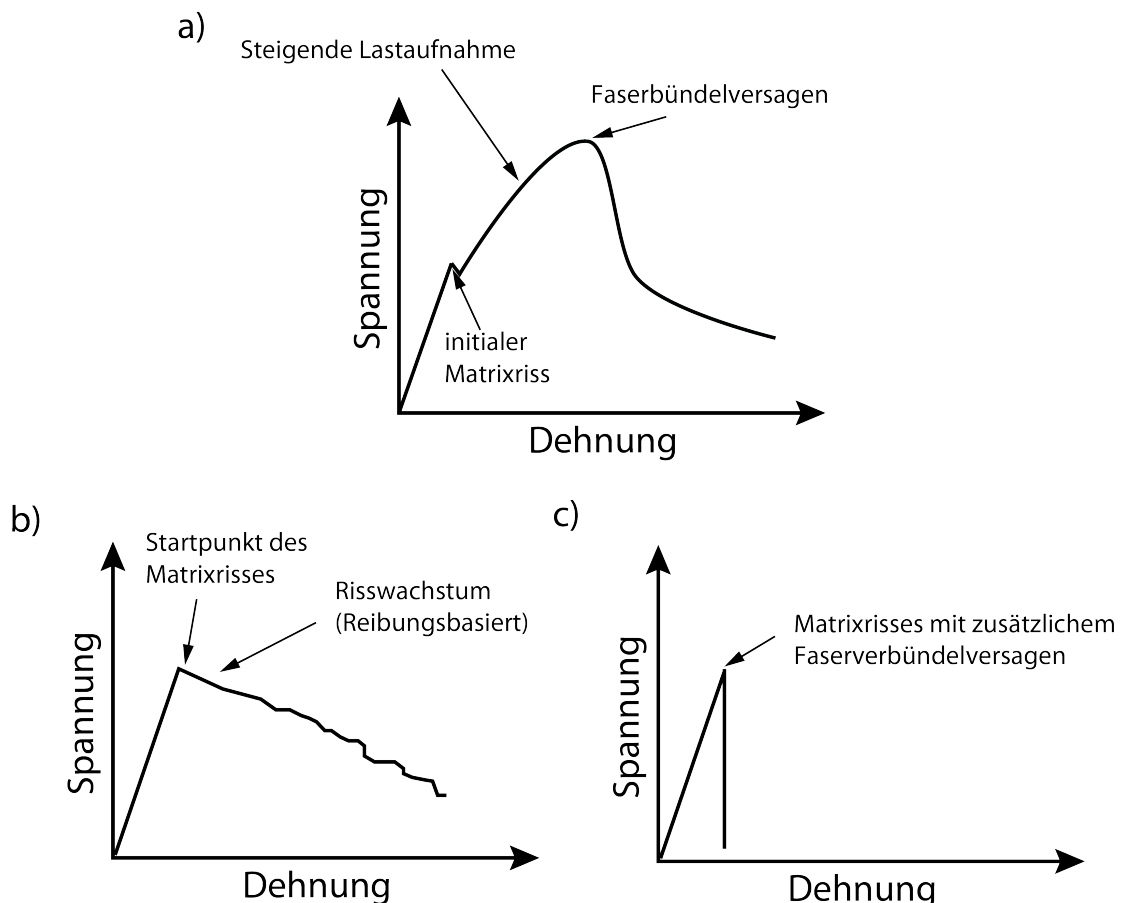 a)
Steigende Lastaufnahme
Faserbündelversagen
Spannung
initialer
Matrixriss
Dehnung
b)
Startpunkt des
Matrixrisses
Risswachstum
(Reibungsbasiert)
Spannung
Dehnung
c)
Matrixrisses mit zusätzlichem
Faserverbündelversagen
Spannung
Dehnung